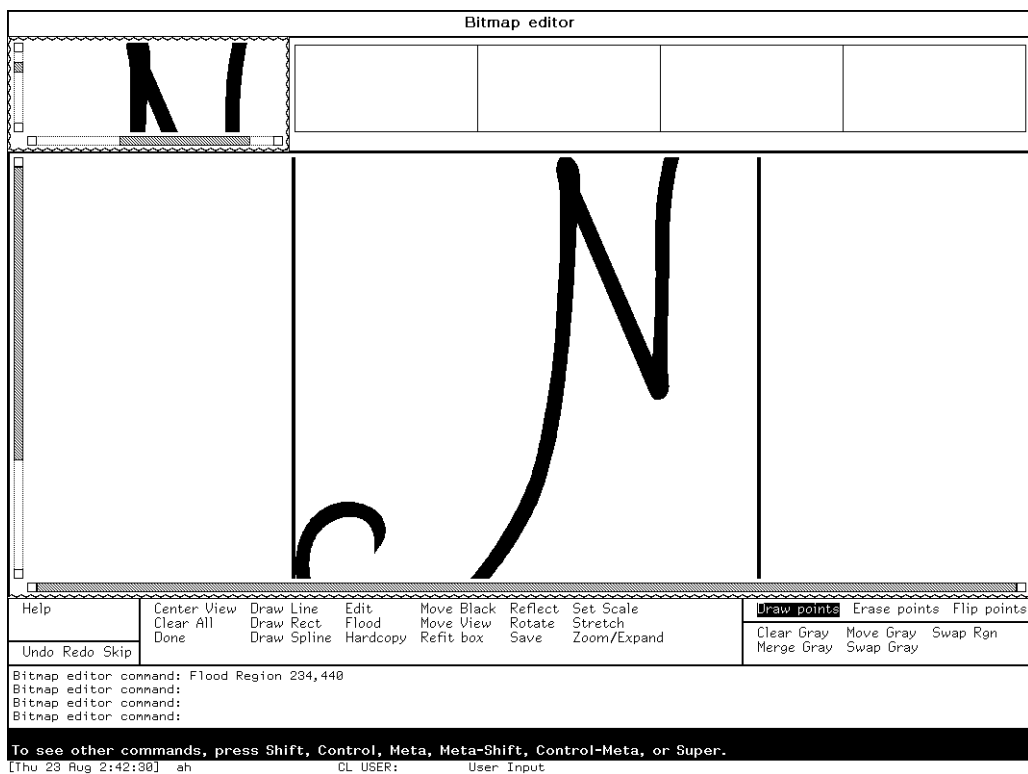 Bitmap editor
N
Help
Undo Redo Skip
Center View Draw Line Edit Move Black Reflect Set Scale
Clear All Draw Rect Flood Move View Rotate Stretch
Done Draw Spline Hardcopy Refit box Save Zoom/Expand
Draw points Erase points Flip points
Clear Gray Move Gray Swap Rgn
Merge Gray Swap Gray
Bitmap editor command: Flood Region 234,440
Bitmap editor command:
Bitmap editor command:
Bitmap editor command:
To see other commands, press Shift, Control, Meta, Meta-Shift, Control-Meta, or Super.
[Thu 23 Aug 2:42:30] ah CL USER: User Input